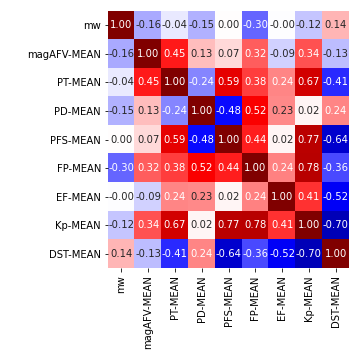 mw 1.00 -0.16 -0.04 -0.15 0.00 -0.30 -0.00 -0.12 0.14
magAFV-MEAN -0.16 1.00 0.45 0.13 0.07 0.32 -0.09 0.34 -0.13
PT-MEAN -0.04 0.45 1.00 -0.24 0.59 0.38 0.24 0.67 -0.41
PD-MEAN -0.15 0.13 -0.24 1.00 -0.48 0.52 0.23 0.02 0.24
PFS-MEAN 0.00 0.07 0.59 -0.48 1.00 0.44 0.02 0.77 -0.64
FP-MEAN -0.30 0.32 0.38 0.52 0.44 1.00 0.24 0.78 -0.36
EF-MEAN -0.00 -0.09 0.24 0.23 0.02 0.24 1.00 0.41 -0.52
Kp-MEAN -0.12 0.34 0.67 0.02 0.77 0.78 0.41 1.00 -0.70
DST-MEAN 0.14 -0.13 -0.41 0.24 -0.64 -0.36 -0.52 -0.70 1.00
mw
magAFV-MEAN
PT-MEAN
PD-MEAN
PFS-MEAN
FP-MEAN
EF-MEAN
Kp-MEAN
DST-MEAN